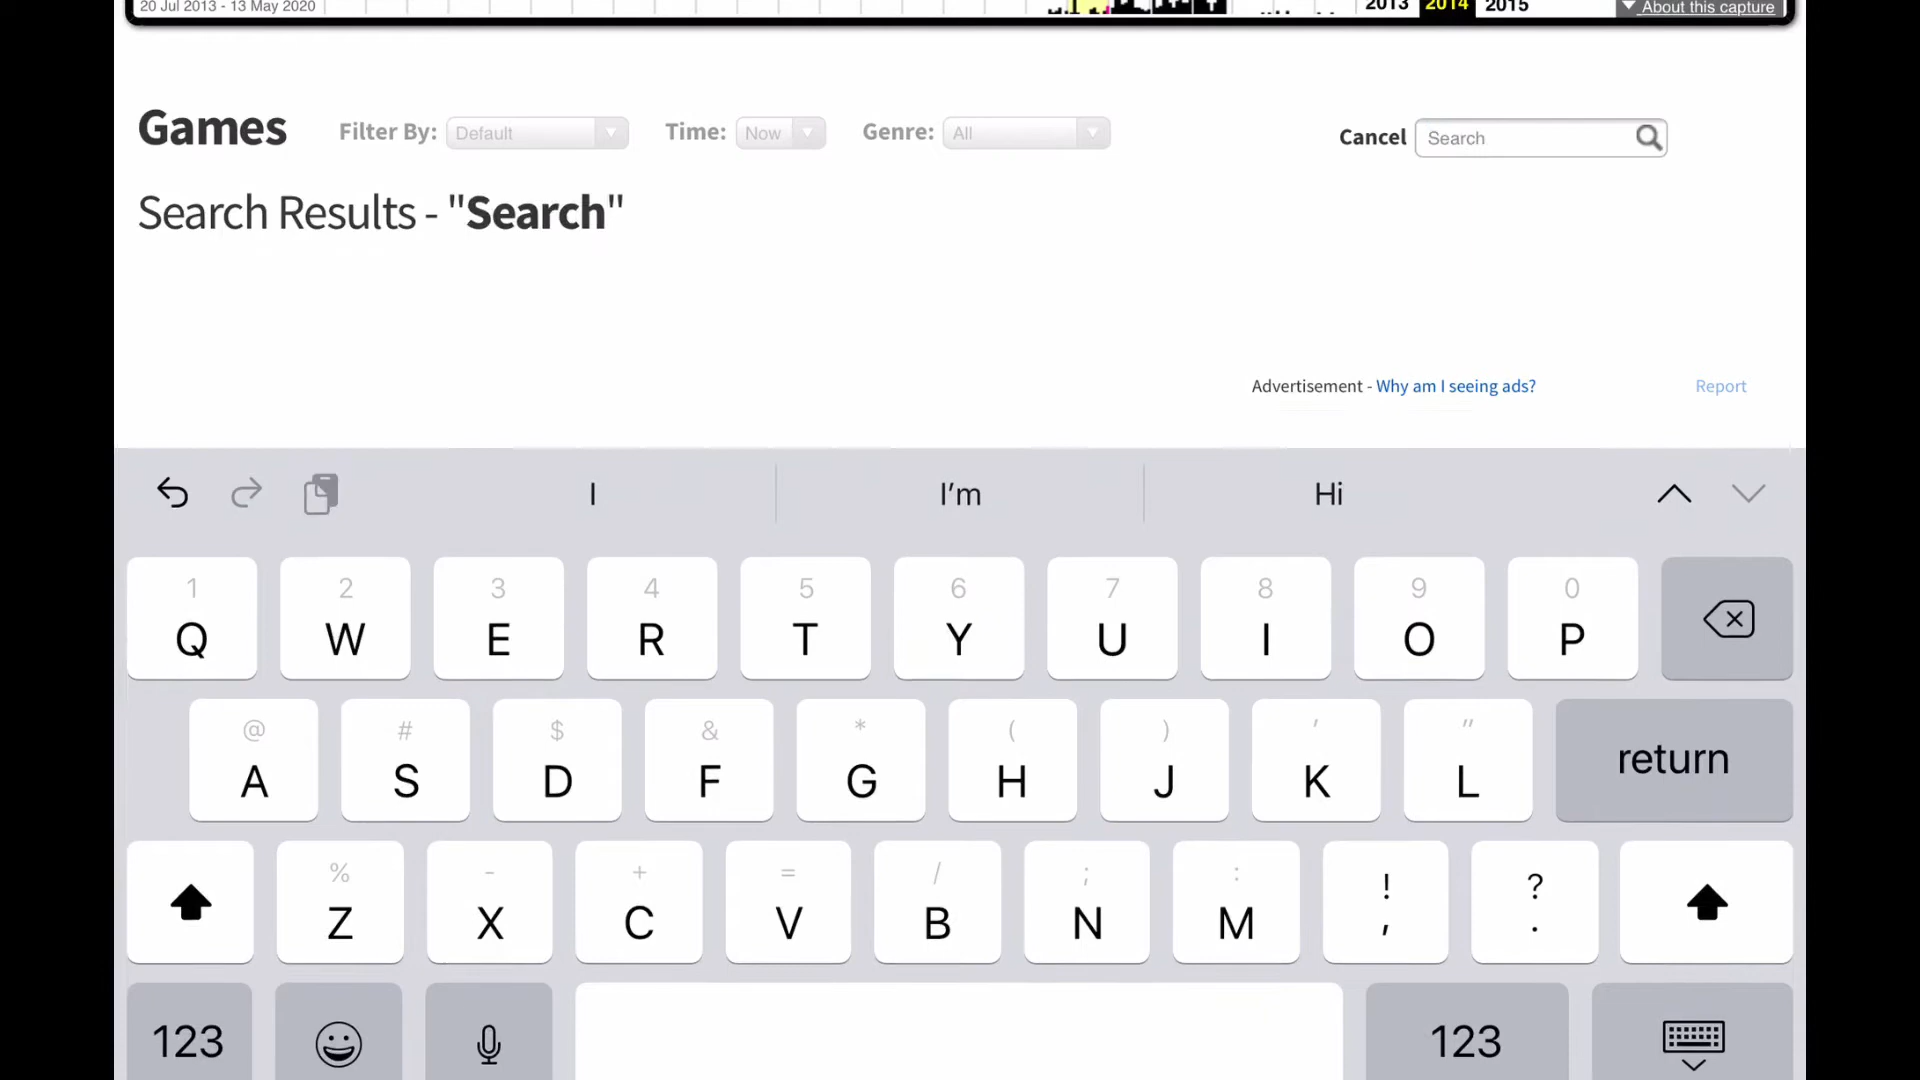 20 Jul 2013 - 13 May 2020
2013 2014 2015
About this capture
Games Filter By: Default Time: Now Genre: All Cancel Search
Search Results - "Search"
Advertisement - Why am I seeing ads? Report
I I'm Hi
1 2 3 4 5 6 7 8 9 0
Q W E R T Y U I O P
@ # $ & * ( ) ' "
A S D F G H J K L return
% - + = / ; : ! ?
Z X C V B N M , .
123 123